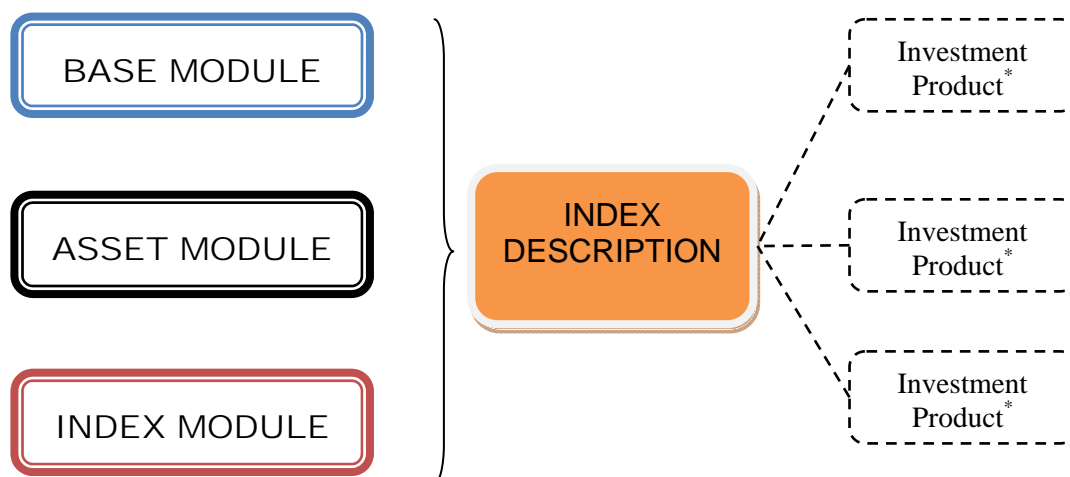 BASE MODULE
ASSET MODULE
INDEX MODULE
INDEX
DESCRIPTION
Investment
Product*
Investment
Product*
Investment
Product*